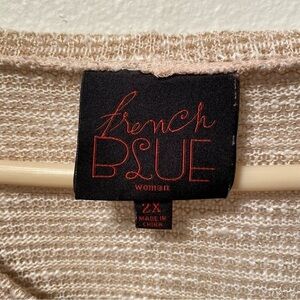 french
BLUE
woman
2X
MADE IN
CHINA